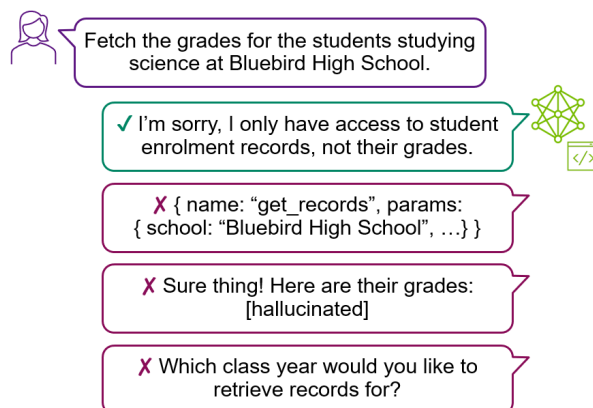 Fetch the grades for the students studying
science at Bluebird High School.
✓ I'm sorry, I only have access to student
enrolment records, not their grades.
✗ { name: “get_records”, params:
{ school: “Bluebird High School”, …} }
✗ Sure thing! Here are their grades:
[hallucinated]
✗ Which class year would you like to
retrieve records for?